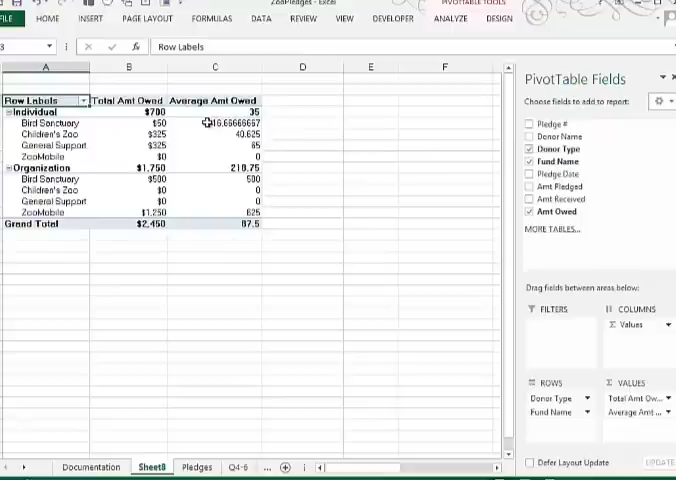 ZooPledges - Excel
PIVOTTABLE TOOLS
FILE HOME INSERT PAGE LAYOUT FORMULAS DATA REVIEW VIEW DEVELOPER ANALYZE DESIGN
3 fx Row Labels
A B C D E F
Row Labels Total Amt Owed Average Amt Owed
Individual $700 35
Bird Sanctuary $50 16.66666667
Children's Zoo $325 40.625
General Support $325 65
ZooMobile $0 0
Organization $1,750 218.75
Bird Sanctuary $500 500
Children's Zoo $0 0
General Support $0 0
ZooMobile $1,250 625
Grand Total $2,450 87.5
PivotTable Fields
Choose fields to add to report:
Pledge #
Donor Name
Donor Type
Fund Name
Pledge Date
Amt Pledged
Amt Received
Amt Owed
MORE TABLES...
Drag fields between areas below:
FILTERS COLUMNS
Σ Values
ROWS Σ VALUES
Donor Type Total Amt Ow...
Fund Name Average Amt ...
Defer Layout Update UPDATE
Documentation Sheet8 Pledges Q4-6 ...